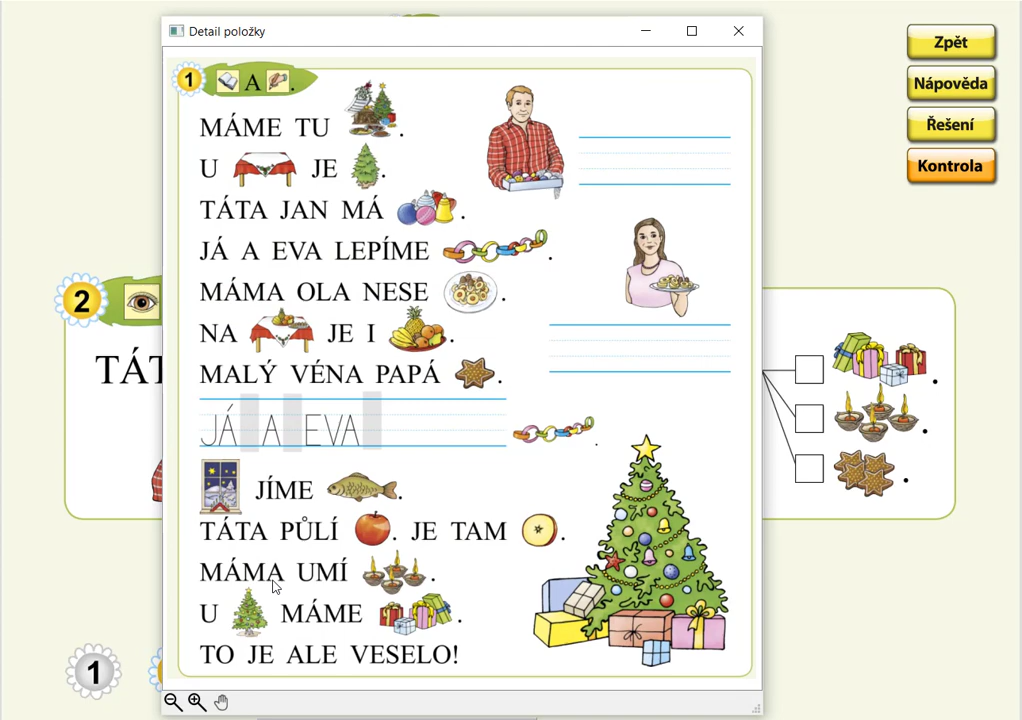 Detail položky
Zpět
Nápověda
Řešení
Kontrola
1 A .
MÁME TU .
U JE .
TÁTA JAN MÁ .
JÁ A EVA LEPÍME .
MÁMA OLA NESE .
NA JE I .
MALÝ VÉNA PAPÁ .
JÁ A EVA .
JÍME .
TÁTA PŮLÍ . JE TAM .
MÁMA UMÍ .
U MÁME .
TO JE ALE VESELO!
2
TÁT
.
.
.
1